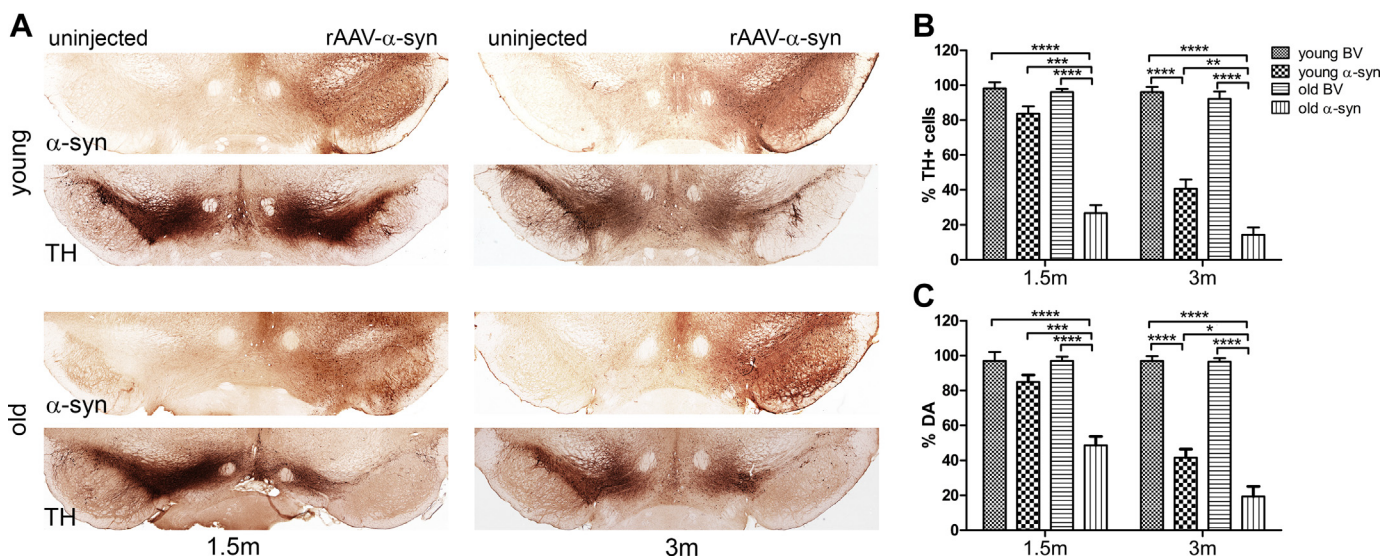 A
uninjected rAAV-α-syn
uninjected rAAV-α-syn
young
α-syn
TH
old
α-syn
TH
1.5m
3m
B
% TH+ cells
120
100
80
60
40
20
0
**** 
***
****
****
**
**** ****
1.5m 3m
young BV
young α-syn
old BV
old α-syn
C
% DA
120
100
80
60
40
20
0
****
***
****
****
*
**** ****
1.5m 3m